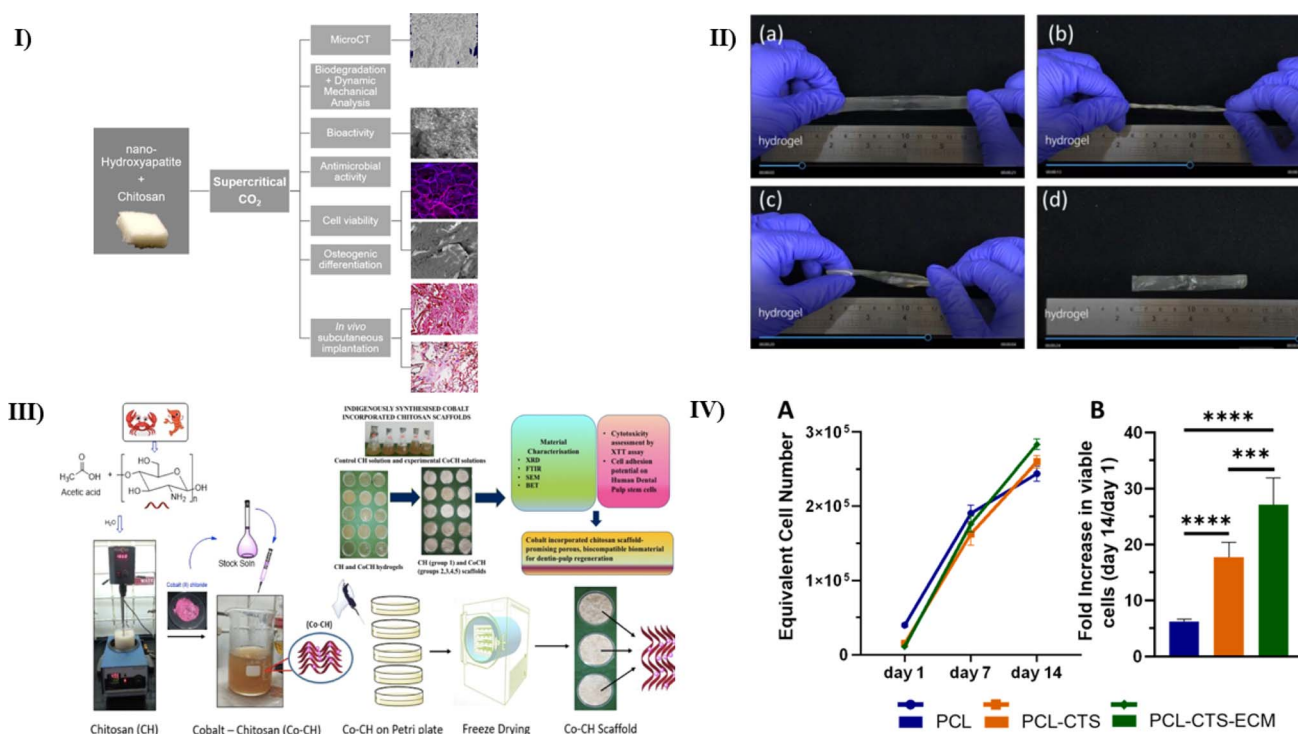 I)
nano-
Hydroxyapatite
+
Chitosan
Supercritical
CO₂
MicroCT
Biodegradation
+ Dynamic
Mechanical
Analysis
Bioactivity
Antimicrobial
activity
Cell viability
Osteogenic
differentiation
In vivo
subcutaneous
implantation
II)
(a)
hydrogel
(b)
hydrogel
(c)
hydrogel
(d)
hydrogel
III)
H₃C
O
OH
+
Acetic acid
H₂O
Stock Soln
Cobalt (II) chloride
(Co-CH)
INDIGENOUSLY SYNTHESISED COBALT
INCORPORATED CHITOSAN SCAFFOLDS
Control CH solution and experimental CoCH solutions
CH and CoCH hydrogels
CH (group 1) and CoCH
(groups 2,3,4,5) scaffolds
Material
Characterisation
• XRD
• FTIR
• SEM
• BET
• Cytotoxicity
assessment by
XTT assay
• Cell adhesion
potential on
Human Dental
Pulp stem cells
Cobalt incorporated chitosan scaffold-
promising porous, biocompatible biomaterial
for dentin-pulp regeneration
Chitosan (CH)
Cobalt – Chitosan (Co-CH)
Co-CH on Petri plate
Freeze Drying
Co-CH Scaffold
IV)
A
Equivalent Cell Number
3×10⁵
2×10⁵
1×10⁵
0
day 1
day 7
day 14
B
Fold Increase in viable
cells (day 14/day 1)
40
30
20
10
0
****
***
****
PCL
PCL-CTS
PCL-CTS-ECM